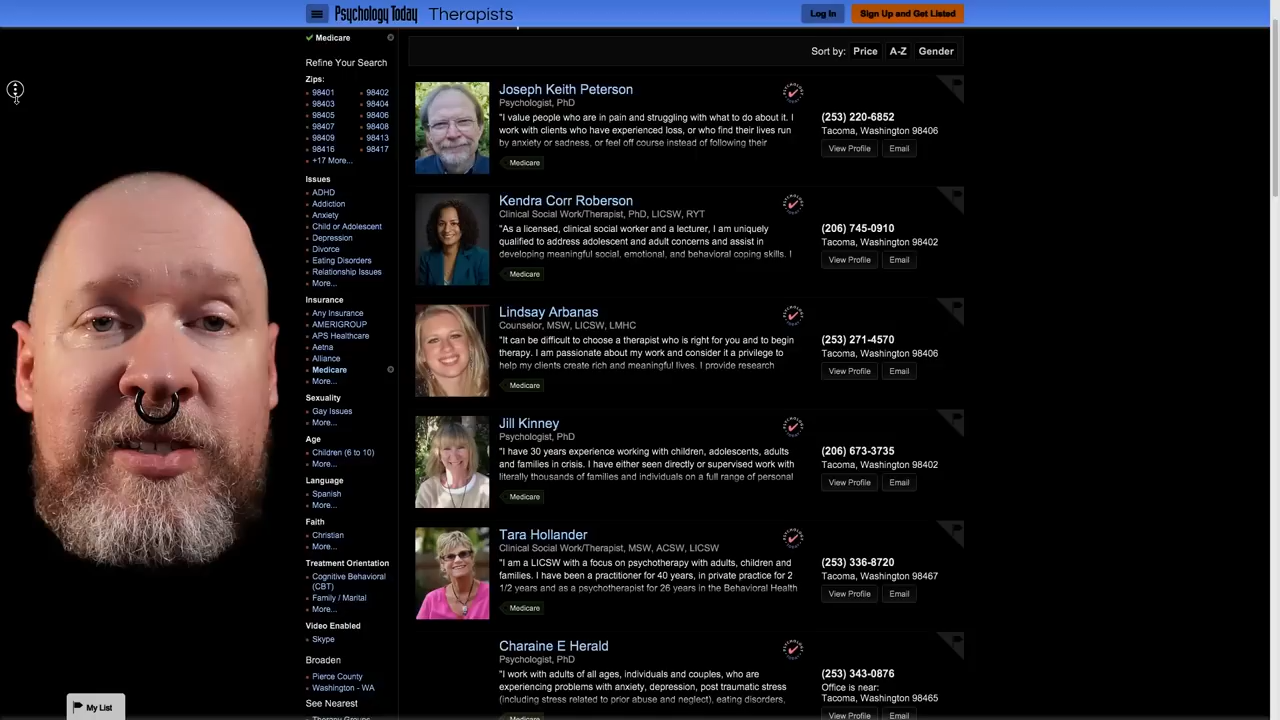 Psychology Today Therapists
Log In
Sign Up and Get Listed
Medicare
Refine Your Search
Zips:
98401 98402
98403 98404
98405 98406
98407 98408
98409 98413
98416 98417
+17 More...
Issues
ADHD
Addiction
Anxiety
Child or Adolescent
Depression
Divorce
Eating Disorders
Relationship Issues
More...
Insurance
Any Insurance
AMERIGROUP
APS Healthcare
Aetna
Alliance
Medicare
More...
Sexuality
Gay Issues
More...
Age
Children (6 to 10)
More...
Language
Spanish
More...
Faith
Christian
More...
Treatment Orientation
Cognitive Behavioral
(CBT)
Family / Marital
More...
Video Enabled
Skype
Broaden
Pierce County
Washington - WA
See Nearest
Therapy Groups
My List
Sort by: Price A-Z Gender
Joseph Keith Peterson
Psychologist, PhD
"I value people who are in pain and struggling with what to do about it. I
work with clients who have experienced loss, or who find their lives run
by anxiety or sadness, or feel off course instead of following their
Medicare
(253) 220-6852
Tacoma, Washington 98406
View Profile Email
Kendra Corr Roberson
Clinical Social Work/Therapist, PhD, LICSW, RYT
"As a licensed, clinical social worker and a lecturer, I am uniquely
qualified to address adolescent and adult concerns and assist in
developing meaningful social, emotional, and behavioral coping skills. I
Medicare
(206) 745-0910
Tacoma, Washington 98402
View Profile Email
Lindsay Arbanas
Counselor, MSW, LICSW, LMHC
"It can be difficult to choose a therapist who is right for you and to begin
therapy. I am passionate about my work and consider it a privilege to
help my clients create rich and meaningful lives. I provide research
Medicare
(253) 271-4570
Tacoma, Washington 98406
View Profile Email
Jill Kinney
Psychologist, PhD
"I have 30 years experience working with children, adolescents, adults
and families in crisis. I have either seen directly or supervised work with
literally thousands of families and individuals on a full range of personal
Medicare
(206) 673-3735
Tacoma, Washington 98402
View Profile Email
Tara Hollander
Clinical Social Work/Therapist, MSW, ACSW, LICSW
"I am a LICSW with a focus on psychotherapy with adults, children and
families. I have been a practitioner for 40 years, in private practice for 2
1/2 years and as a psychotherapist for 26 years in the Behavioral Health
Medicare
(253) 336-8720
Tacoma, Washington 98467
View Profile Email
Charaine E Herald
Psychologist, PhD
"I work with adults of all ages, individuals and couples, who are
experiencing problems with anxiety, depression, post traumatic stress
(including stress related to prior abuse and neglect), eating disorders,
Medicare
(253) 343-0876
Office is near:
Tacoma, Washington 98465
View Profile Email